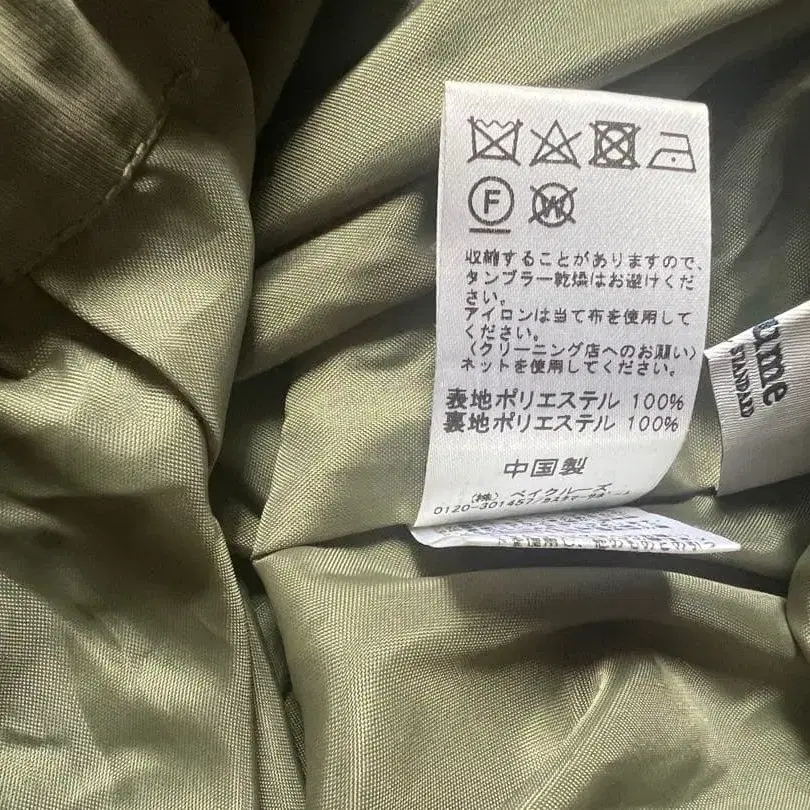 F
W
収縮することがありますので、
タンブラー乾燥はお避けくだ
さい。
アイロンは当て布を使用して
ください。
〈クリーニング店へのお願い〉
ネットを使用してください。
表地ポリエステル 100%
裏地ポリエステル 100%
中国製
（株）ベイクルーズ
0120-301457
STANDARD